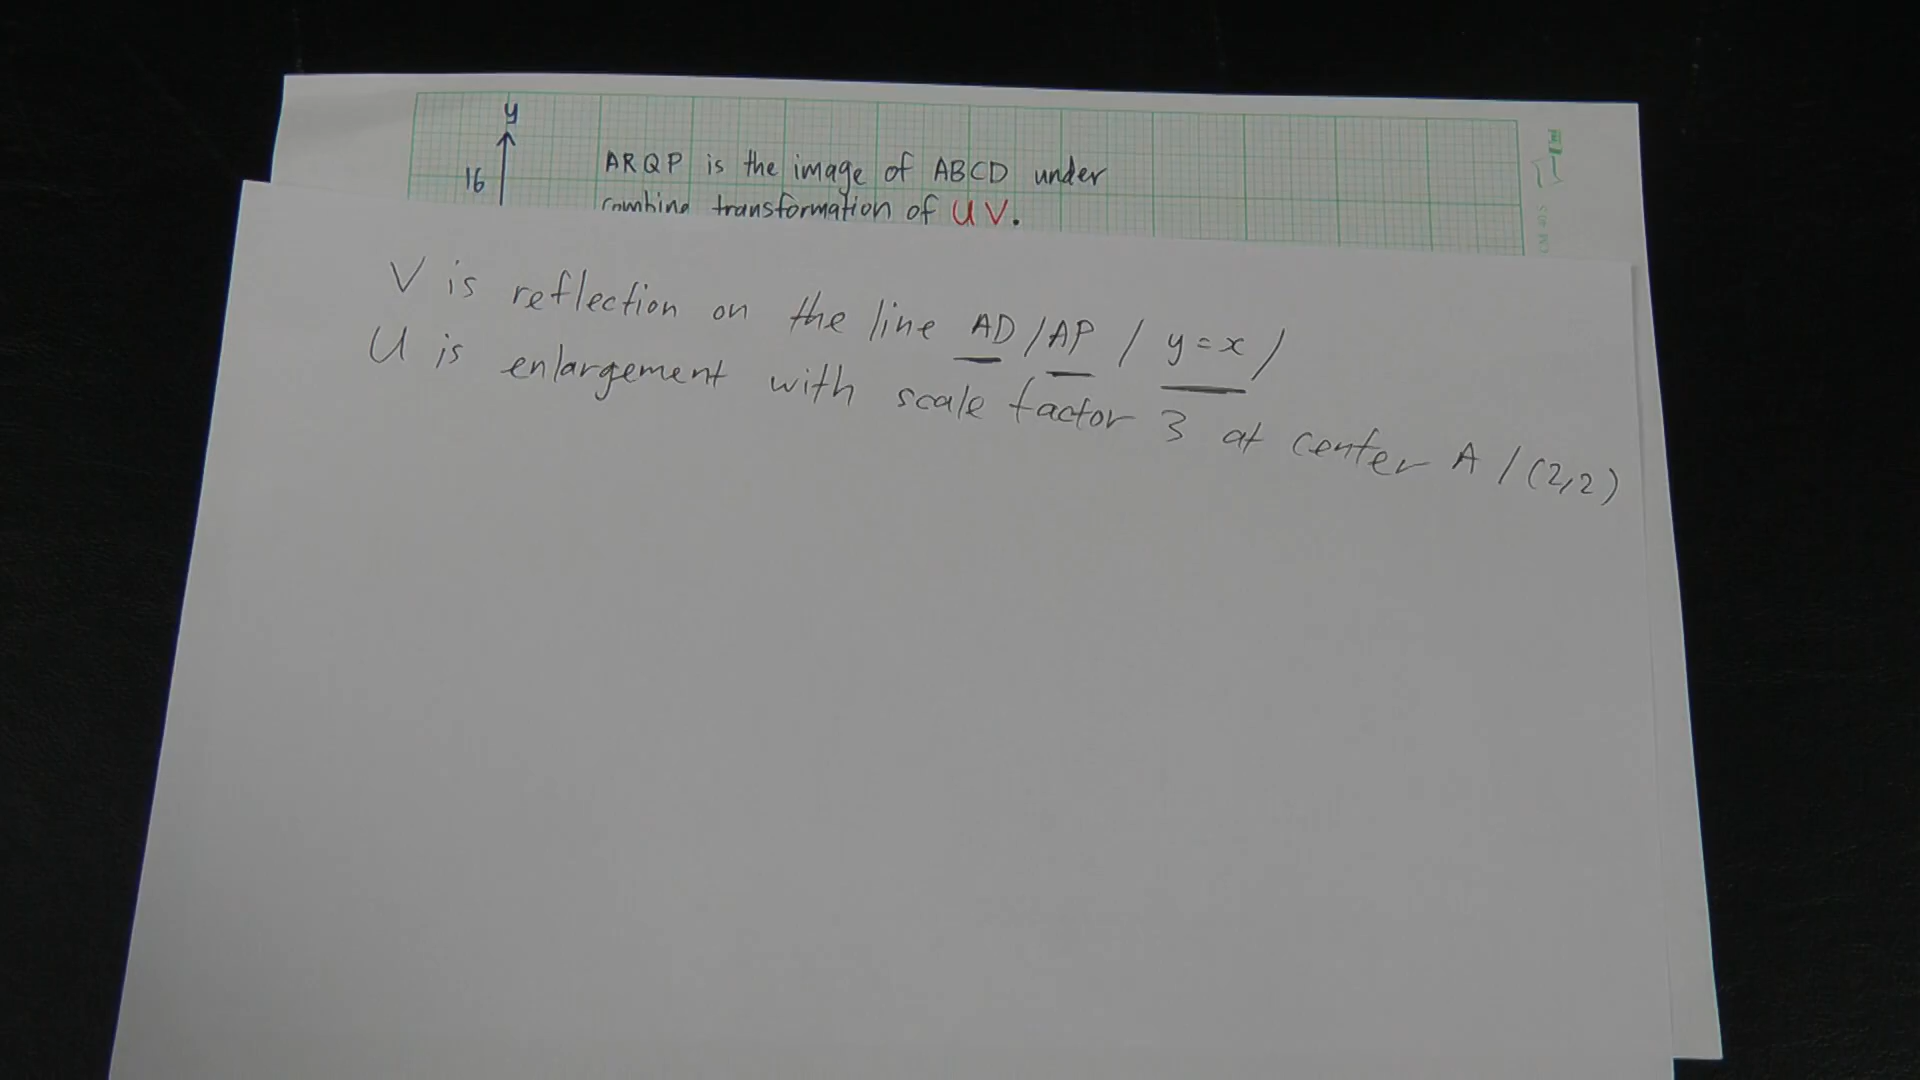 y
16
ARQP is the image of ABCD under
combine transformation of UV.
V is reflection on the line AD / AP / y = x /
U is enlargement with scale factor 3 at center A / (2,2)